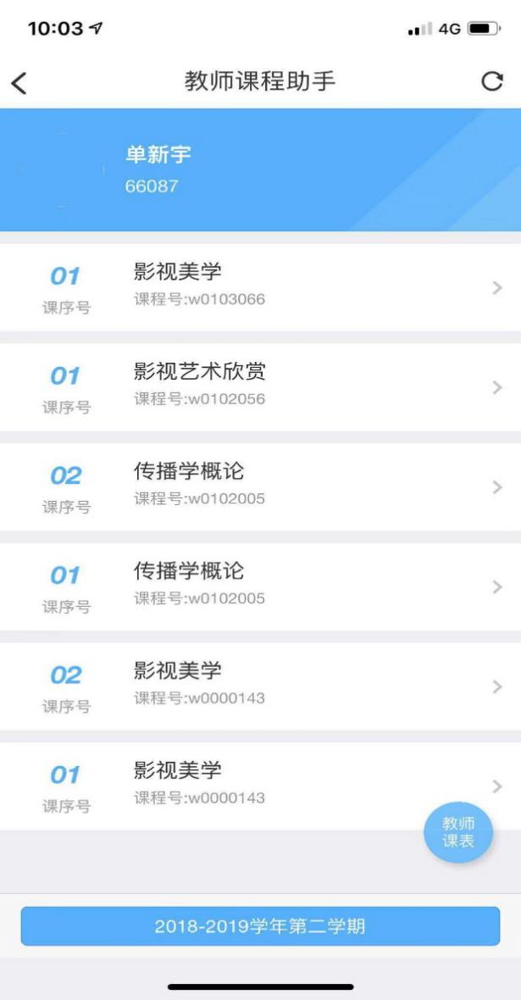 10:03
4G
教师课程助手
单新宇
66087
01
影视美学
课序号
课程号:w0103066
01
影视艺术欣赏
课序号
课程号:w0102056
02
传播学概论
课序号
课程号:w0102005
01
传播学概论
课序号
课程号:w0102005
02
影视美学
课序号
课程号:w0000143
01
影视美学
课序号
课程号:w0000143
教师
课表
2018-2019学年第二学期